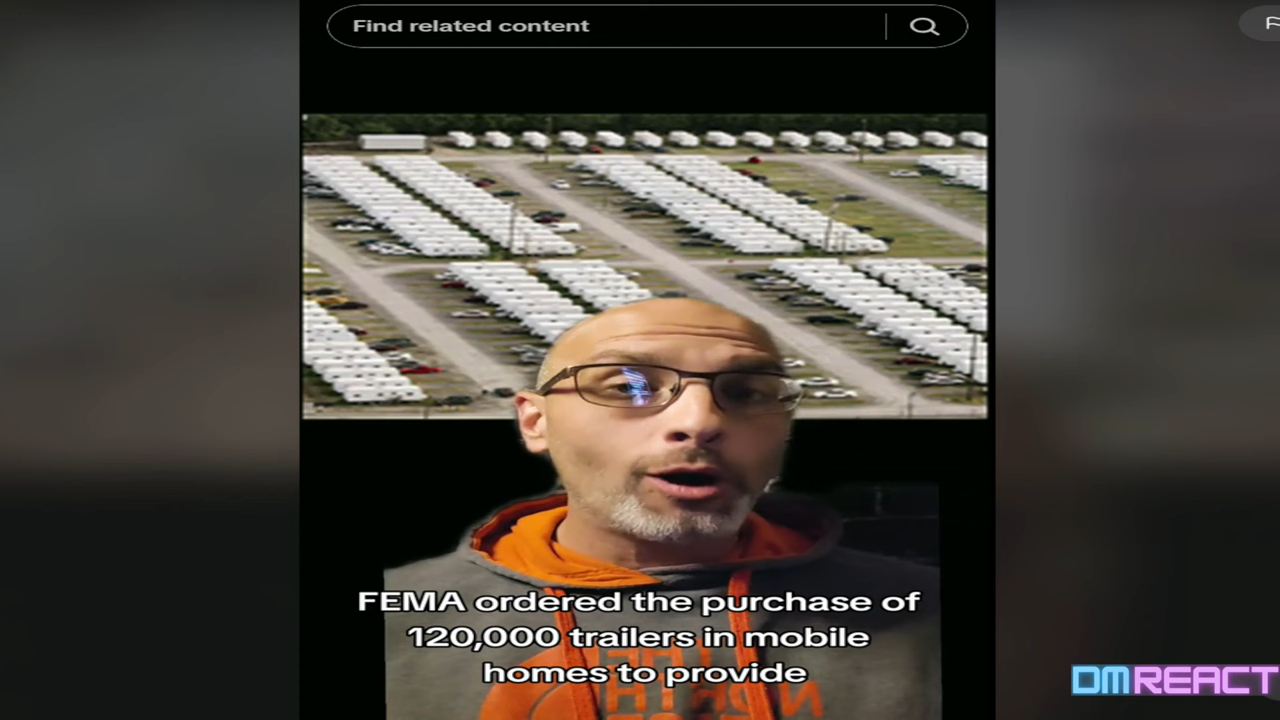 Find related content
FEMA ordered the purchase of
120,000 trailers in mobile
homes to provide
DMREACT